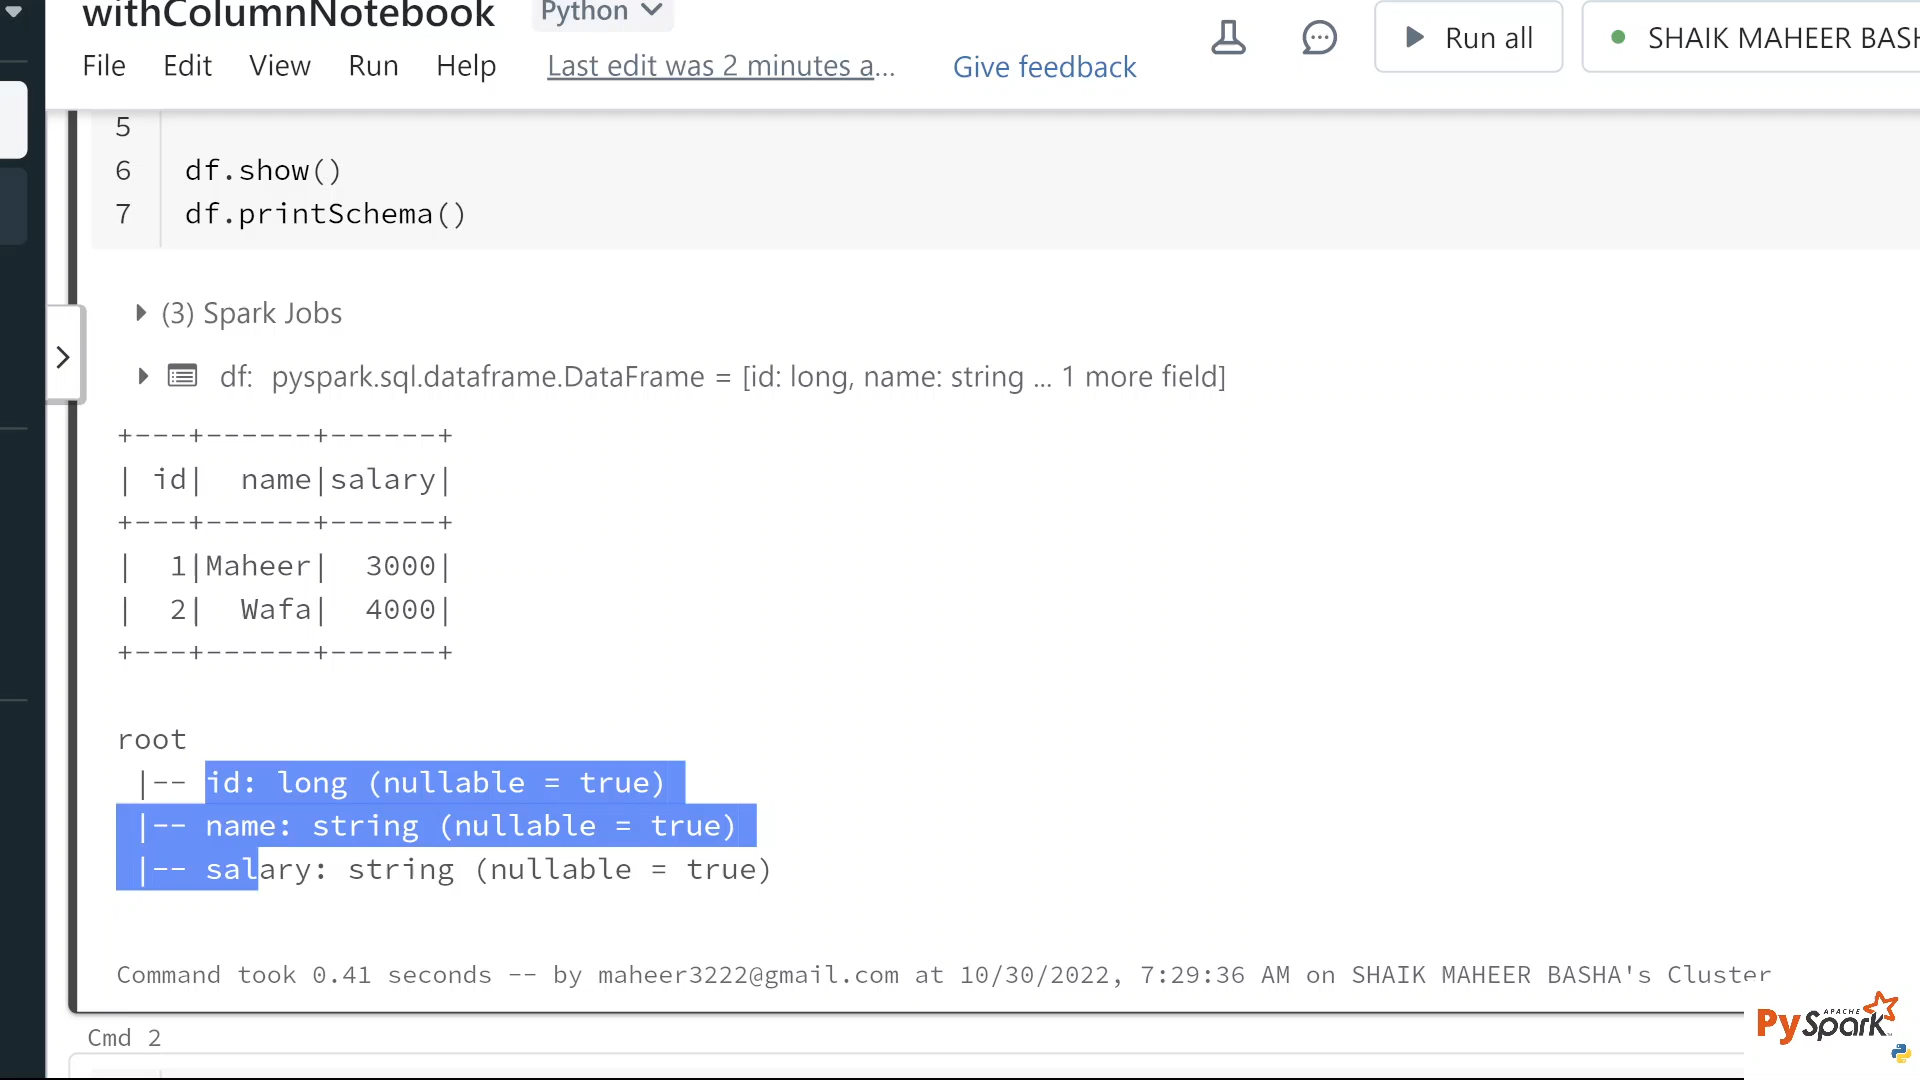 withColumnNotebook Python
File Edit View Run Help Last edit was 2 minutes a... Give feedback Run all SHAIK MAHEER BASH
5
6 df.show()
7 df.printSchema()
(3) Spark Jobs
df: pyspark.sql.dataframe.DataFrame = [id: long, name: string ... 1 more field]
+---+------+------+
| id|  name|salary|
+---+------+------+
|  1|Maheer|  3000|
|  2|  Wafa|  4000|
+---+------+------+
root
 |-- id: long (nullable = true)
 |-- name: string (nullable = true)
 |-- salary: string (nullable = true)
Command took 0.41 seconds -- by maheer3222@gmail.com at 10/30/2022, 7:29:36 AM on SHAIK MAHEER BASHA's Cluster
Cmd 2
APACHE
PySpark